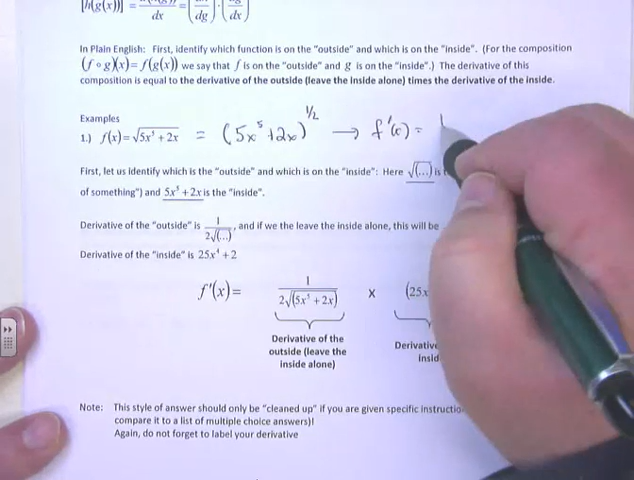 [h(g(x))] = dx = ( dg ) · ( dx )
In Plain English: First, identify which function is on the "outside" and which is on the "inside". (For the composition
(f ∘ g)(x) = f(g(x)) we say that f is on the "outside" and g is on the "inside".) The derivative of this
composition is equal to the derivative of the outside (leave the inside alone) times the derivative of the inside.
Examples
1.) f(x) = √(5x⁵ + 2x) = (5x⁵ + 2x)^(1/2) → f'(x) =
First, let us identify which is the "outside" and which is on the "inside": Here √(...) is
of something") and 5x⁵ + 2x is the "inside".
Derivative of the "outside" is 1/(2√(...)), and if we the leave the inside alone, this will be
Derivative of the "inside" is 25x⁴ + 2
f'(x) = 1/(2√(5x⁵ + 2x)) x (25x
Derivative of the
outside (leave the
inside alone)
Derivative
insid
Note: This style of answer should only be "cleaned up" if you are given specific instructio
compare it to a list of multiple choice answers)!
Again, do not forget to label your derivative